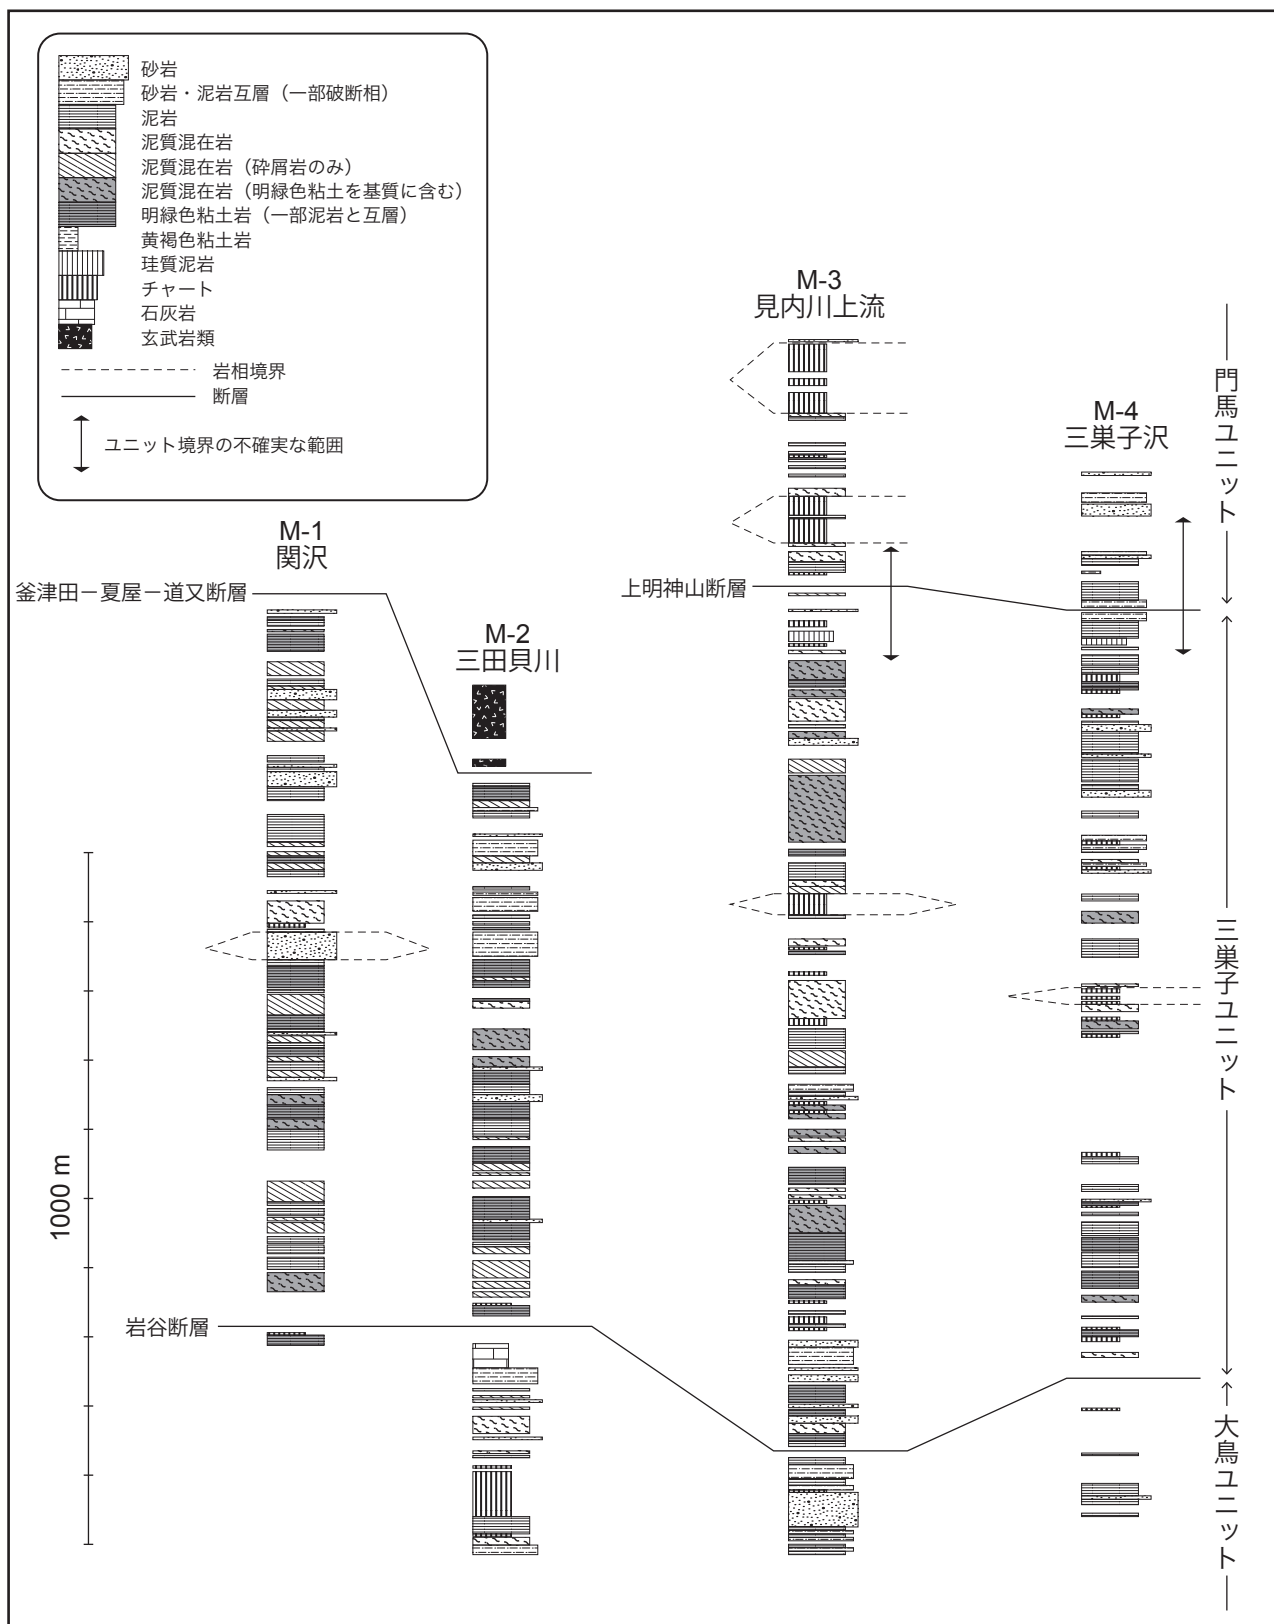 砂岩
砂岩・泥岩互層（一部破断相）
泥岩
泥質混在岩
泥質混在岩（砕屑岩のみ）
泥質混在岩（明緑色粘土を基質に含む）
明緑色粘土岩（一部泥岩と互層）
黄褐色粘土岩
珪質泥岩
チャート
石灰岩
玄武岩類
岩相境界
断層
ユニット境界の不確実な範囲
M-1
関沢
釜津田－夏屋－道又断層
M-2
三田貝川
M-3
見内川上流
上明神山断層
M-4
三巣子沢
門馬ユニット
三巣子ユニット
大鳥ユニット
1000 m
岩谷断層